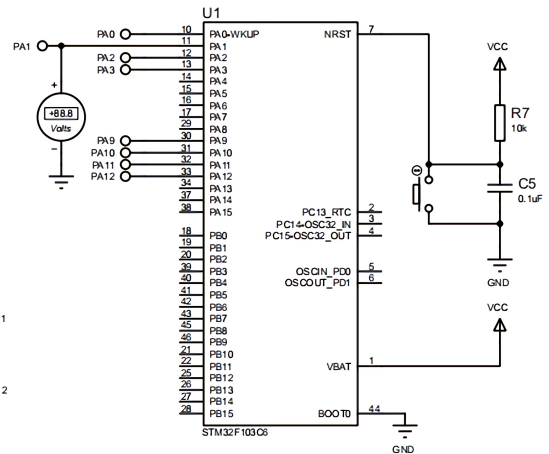 U1
PA0 10 PA0-WKUP
PA1 11 PA1
PA2 12 PA2
PA3 13 PA3
14 PA4
15 PA5
16 PA6
17 PA7
29 PA8
PA9 30 PA9
PA10 31 PA10
PA11 32 PA11
PA12 33 PA12
34 PA13
37 PA14
38 PA15
18 PB0
19 PB1
20 PB2
39 PB3
40 PB4
41 PB5
42 PB6
43 PB7
45 PB8
46 PB9
21 PB10
22 PB11
25 PB12
26 PB13
27 PB14
28 PB15
STM32F103C6
NRST 7
PC13_RTC 2
PC14-OSC32_IN 3
PC15-OSC32_OUT 4
OSCIN_PD0 5
OSCOUT_PD1 6
VBAT 1
BOOT0 44
+
+88.8
Volts
−
VCC
R7
10k
C5
0.1uF
GND
VCC
GND
1
2